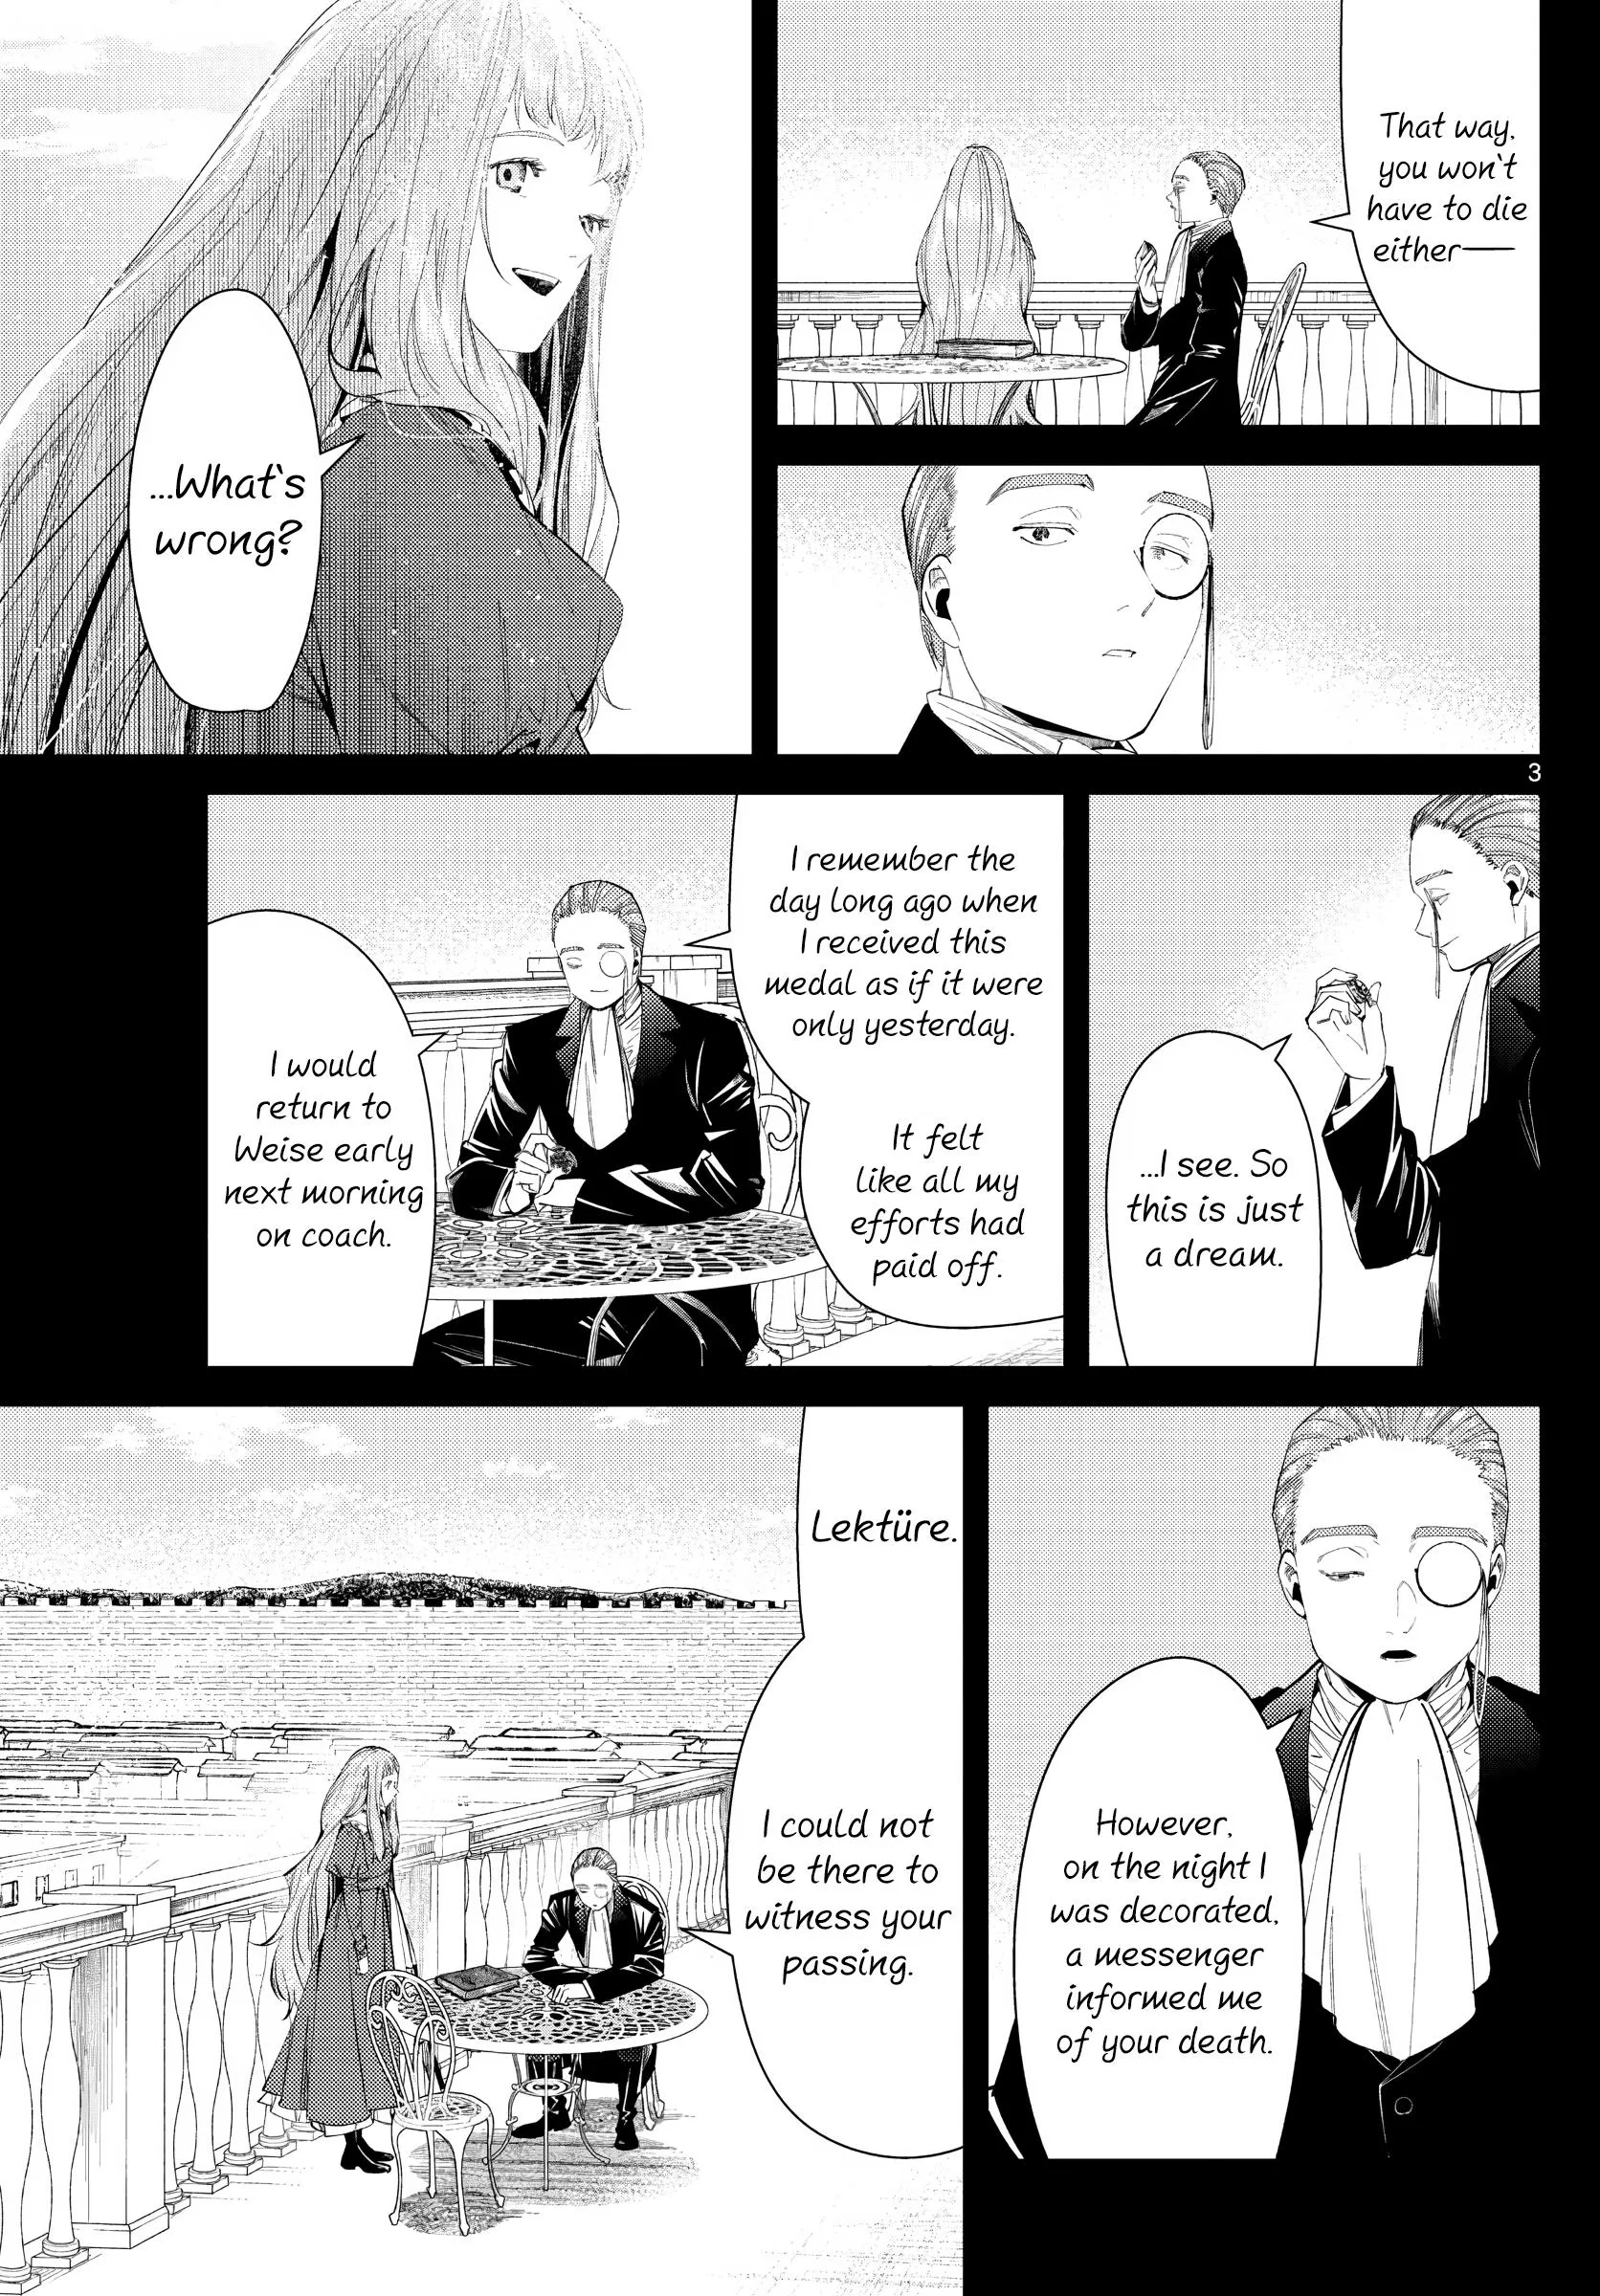 That way,
you won't
have to die
either——
...What's
wrong?
3
...I see. So
this is just
a dream.
I remember the
day long ago when
I received this
medal as if it were
only yesterday.
It felt
like all my
efforts had
paid off.
I would
return to
Weise early
next morning
on coach.
However,
on the night I
was decorated,
a messenger
informed me
of your death.
Lektüre.
I could not
be there to
witness your
passing.